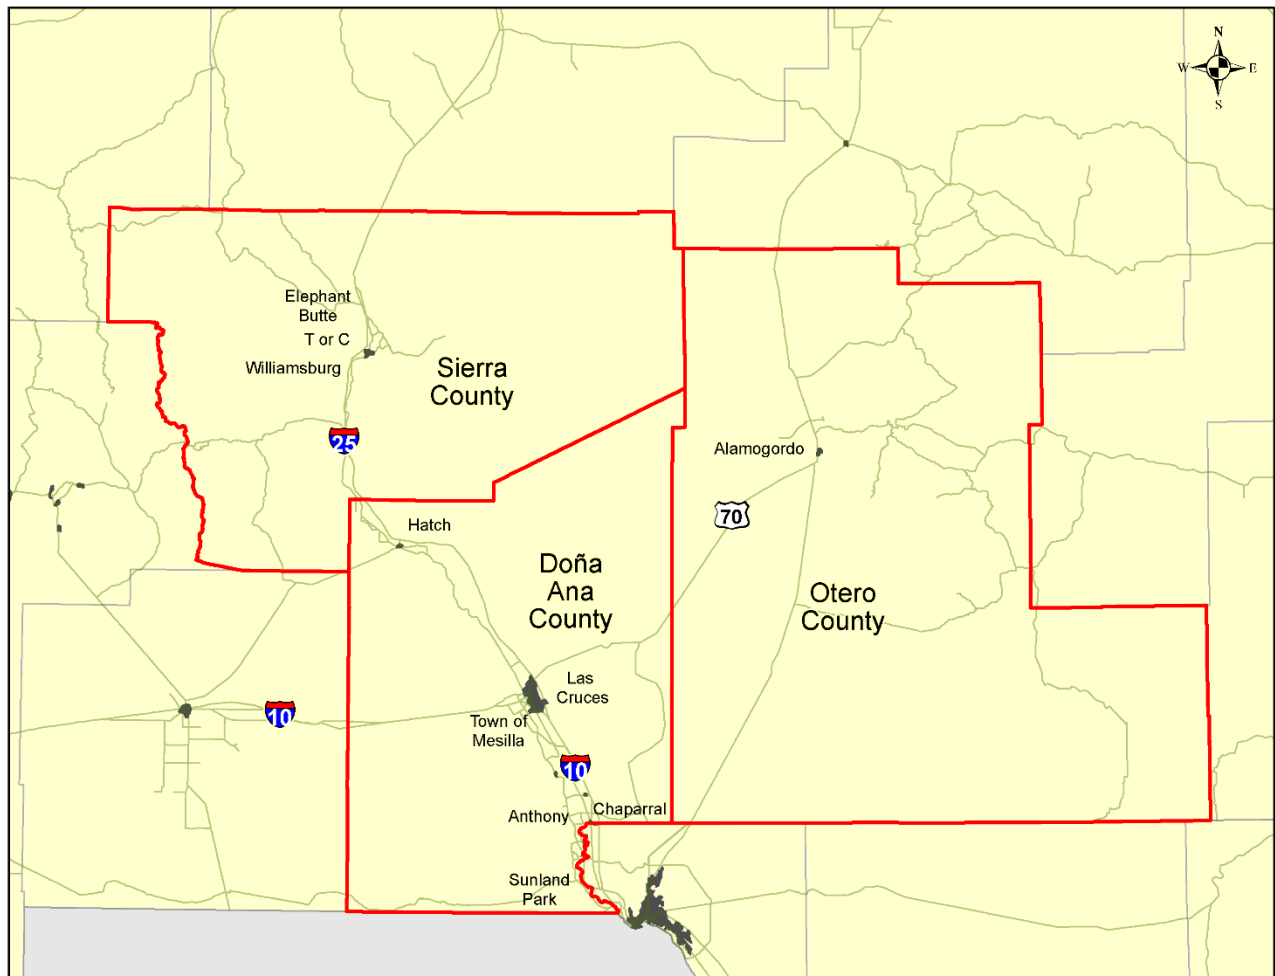 N
W
E
S
Elephant
Butte
T or C
Williamsburg
Sierra
County
25
Alamogordo
70
Hatch
Doña
Ana
County
Otero
County
Las
Cruces
10
Town of
Mesilla
10
Chaparral
Anthony
Sunland
Park